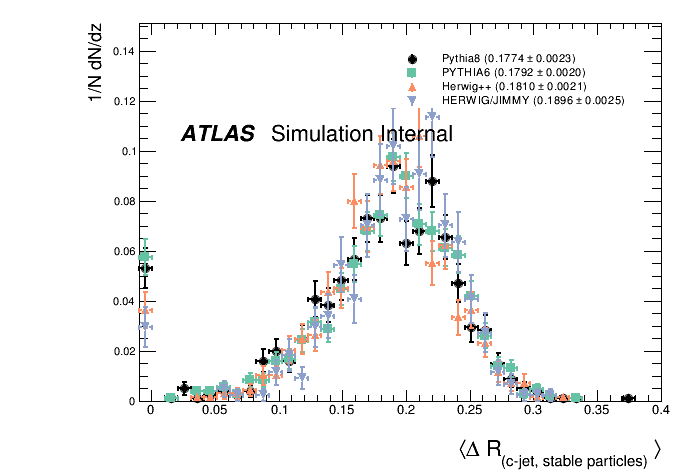 1/N dN/dz
0.14
0.12
0.1
0.08
0.06
0.04
0.02
0
Pythia8 (0.1774 ± 0.0023)
PYTHIA6 (0.1792 ± 0.0020)
Herwig++ (0.1810 ± 0.0021)
HERWIG/JIMMY (0.1896 ± 0.0025)
ATLAS Simulation Internal
0 0.05 0.1 0.15 0.2 0.25 0.3 0.35 0.4
⟨Δ R(c-jet, stable particles) ⟩